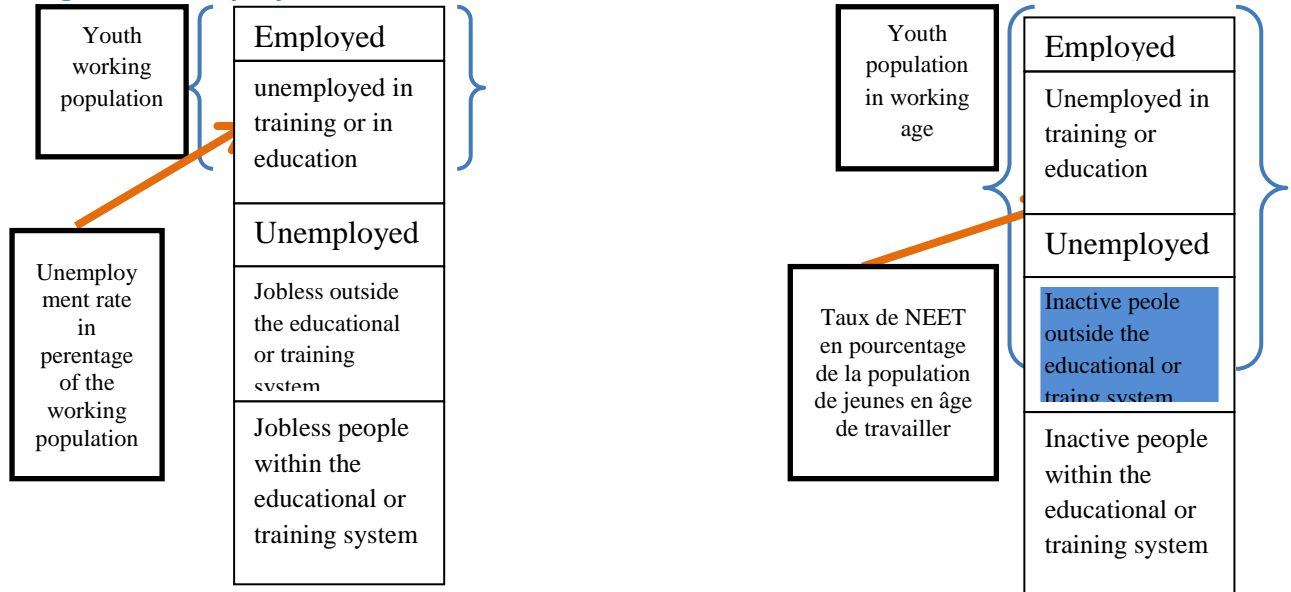 Youth
working
population
Employed
unemployed in
training or in
education
Unemployed
Jobless outside
the educational
or training
system
Jobless people
within the
educational or
training system
Unemploy
ment rate
in
perentage
of the
working
population
Youth
population
in working
age
Employed
Unemployed in
training or
education
Unemployed
Inactive peole
outside the
educational or
traing system
Inactive people
within the
educational or
training system
Taux de NEET
en pourcentage
de la population
de jeunes en âge
de travailler